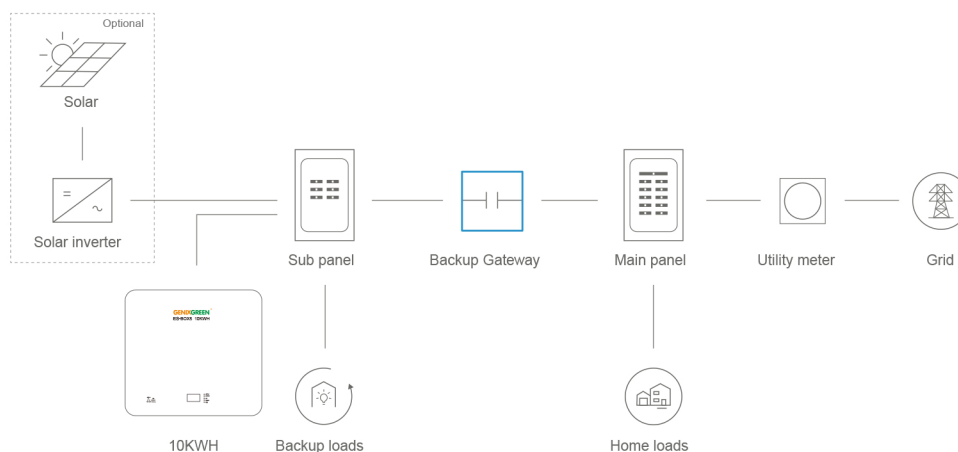 Optional
Solar
Solar inverter
Sub panel
Backup Gateway
Main panel
Utility meter
Grid
GENIXGREEN
10KWH
10KWH
Backup loads
Home loads